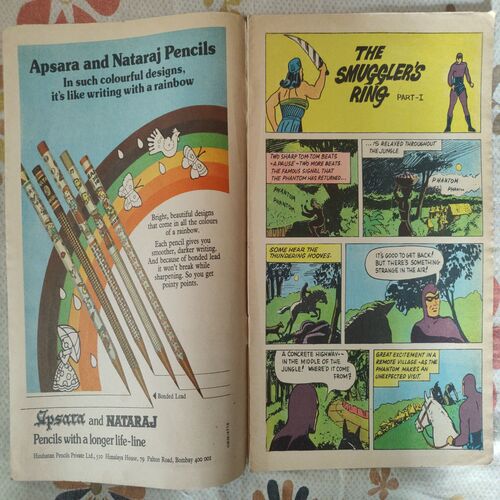 Apsara and Nataraj Pencils
In such colourful designs,
it's like writing with a rainbow
Bright, beautiful designs
that come in all the colours
of a rainbow.
Each pencil gives you
smoother, darker writing.
And because of bonded lead
it won't break while
sharpening. So you get
pointy points.
Bonded Lead
Apsara and NATARAJ
Pencils with a longer life-line
Hindustan Pencils Private Ltd., 510 Himalaya House, 79 Palton Road, Bombay 400 001
THE
SMUGGLER'S
RING
PART-I
TWO SHARP TOM-TOM BEATS
-A PAUSE- TWO MORE BEATS.
THE FAMOUS SIGNAL THAT
THE PHANTOM HAS RETURNED...
PHANTOM
PHANTOM
...IS RELAYED THROUGHOUT
THE JUNGLE.
PHANTOM
PHANTOM
SOME HEAR THE
THUNDERING HOOVES.
IT'S GOOD TO GET BACK!
BUT THERE'S SOMETHING
STRANGE IN THE AIR!
A CONCRETE HIGHWAY-
IN THE MIDDLE OF THE
JUNGLE! WHERE'D IT COME
FROM?
GREAT EXCITEMENT IN A
REMOTE VILLAGE -AS THE
PHANTOM MAKES AN
UNEXPECTED VISIT.